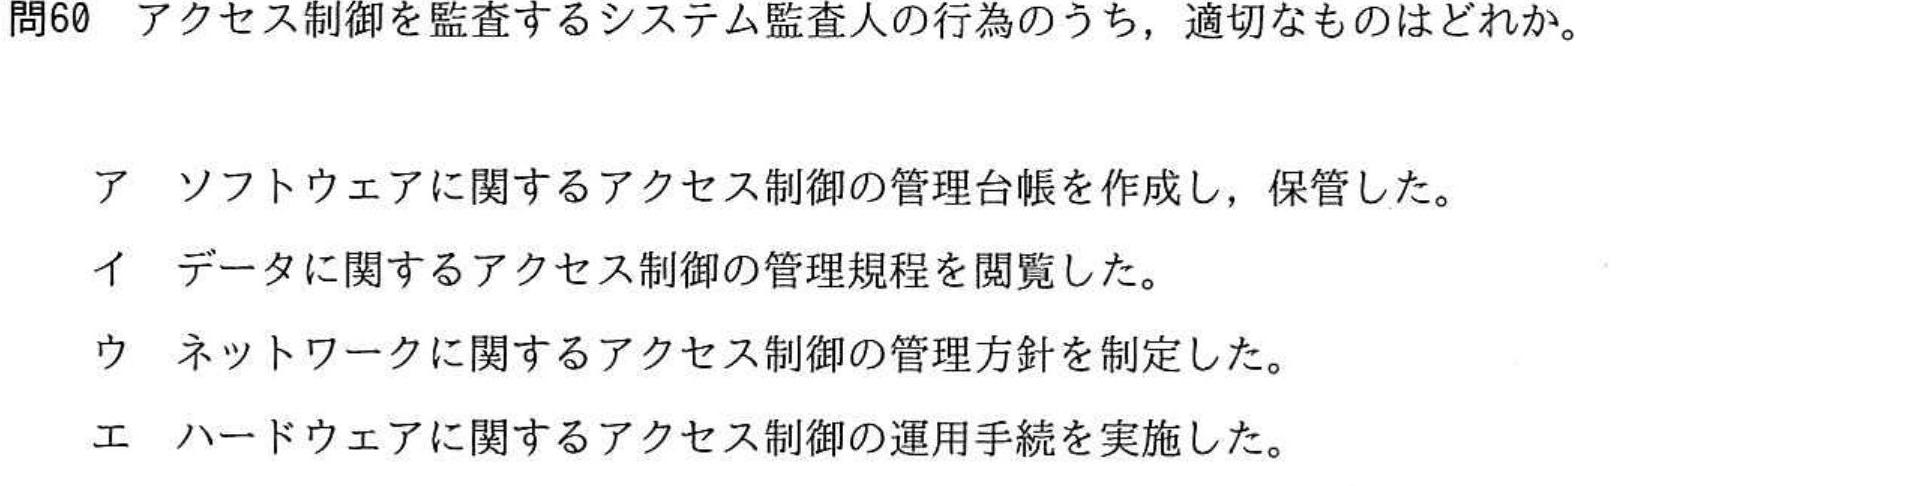 問60　アクセス制御を監査するシステム監査人の行為のうち，適切なものはどれか。
ア　ソフトウェアに関するアクセス制御の管理台帳を作成し，保管した。
イ　データに関するアクセス制御の管理規程を閲覧した。
ウ　ネットワークに関するアクセス制御の管理方針を制定した。
エ　ハードウェアに関するアクセス制御の運用手続を実施した。